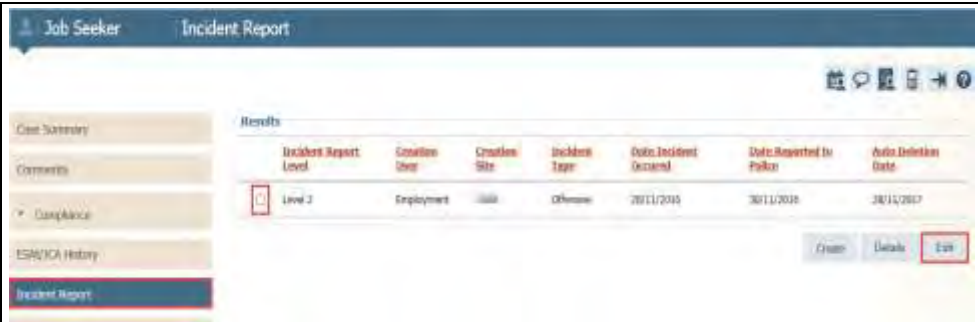 Job Seeker Incident Report
Case Summary
Comments
Compliance
ESAt/JCA History
Incident Report
Results
Incident Report Level
Creation User
Creation Site
Incident Type
Date Incident Occured
Date Reported to Police
Auto Deletion Date
Level 2 Employment Offensive 28/11/2016 30/11/2016 28/11/2017
Create Details Edit